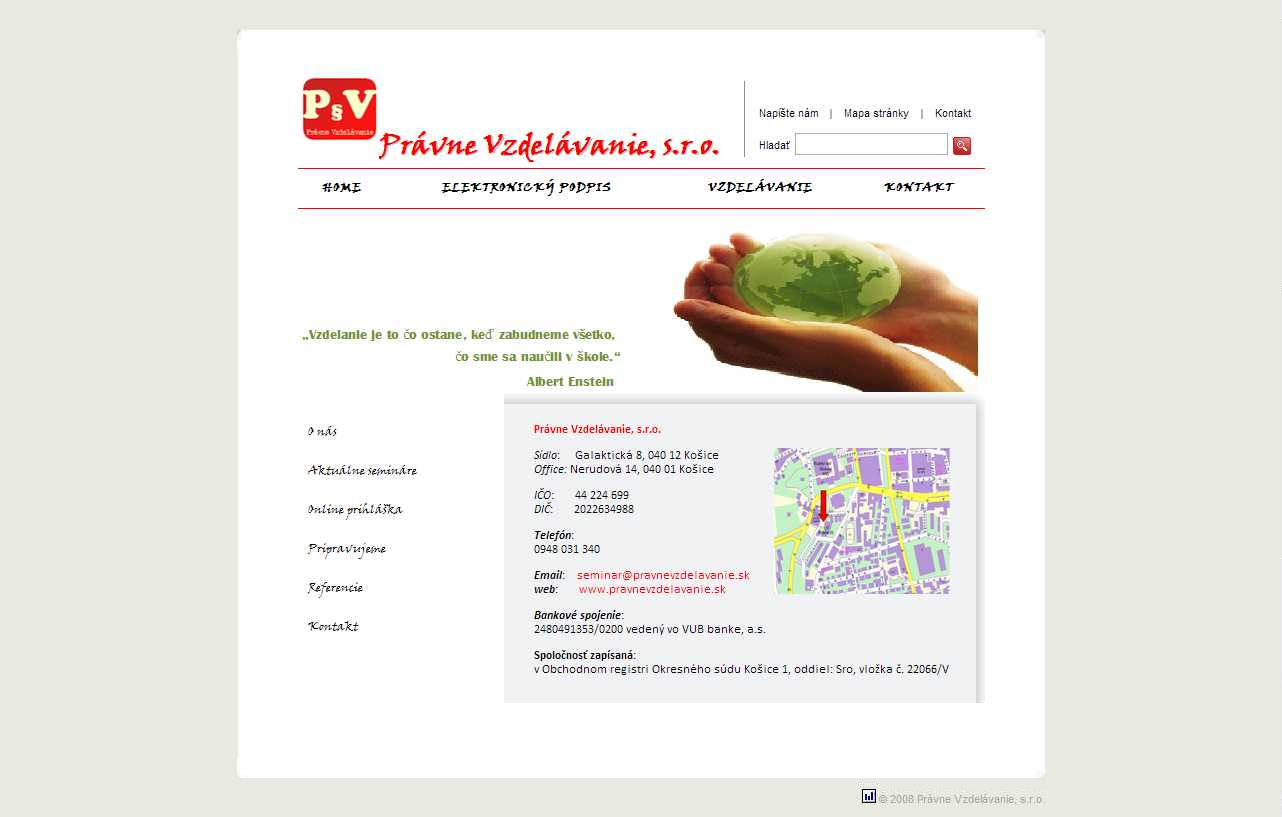 P§V
Právne Vzdelávanie
Právne Vzdelávanie, s.r.o.
Napíšte nám | Mapa stránky | Kontakt
Hladať
HOME ELEKTRONICKÝ PODPIS VZDELÁVANIE KONTAKT
„Vzdelanie je to čo ostane, keď zabudneme všetko,
čo sme sa naučili v škole.“
Albert Enstein
O nás
Aktuálne semináre
Online prihláška
Pripravujeme
Referencie
Kontakt
Právne Vzdelávanie, s.r.o.
Sídlo: Galaktická 8, 040 12 Košice
Office: Nerudová 14, 040 01 Košice
IČO: 44 224 699
DIČ: 2022634988
Telefón:
0948 031 340
Email: seminar@pravnevzdelavanie.sk
web: www.pravnevzdelavanie.sk
Bankové spojenie:
2480491353/0200 vedený vo VUB banke, a.s.
Spoločnosť zapísaná:
v Obchodnom registri Okresného súdu Košice 1, oddiel: Sro, vložka č. 22066/V
© 2008 Právne Vzdelávanie, s.r.o.